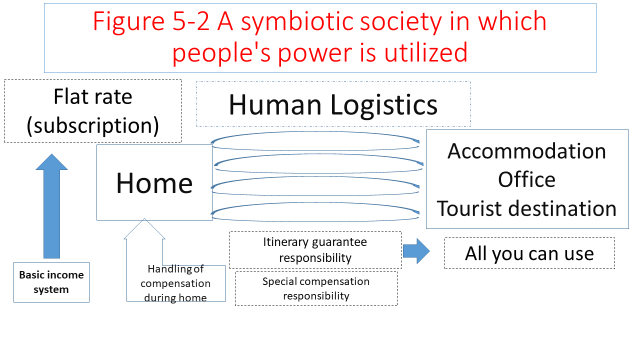 Figure 5-2 A symbiotic society in which
people's power is utilized
Flat rate
(subscription)
Human Logistics
Home
Accommodation
Office
Tourist destination
Itinerary guarantee
responsibility
All you can use
Basic income
system
Handling of
compensation
during home
Special compensation
responsibility